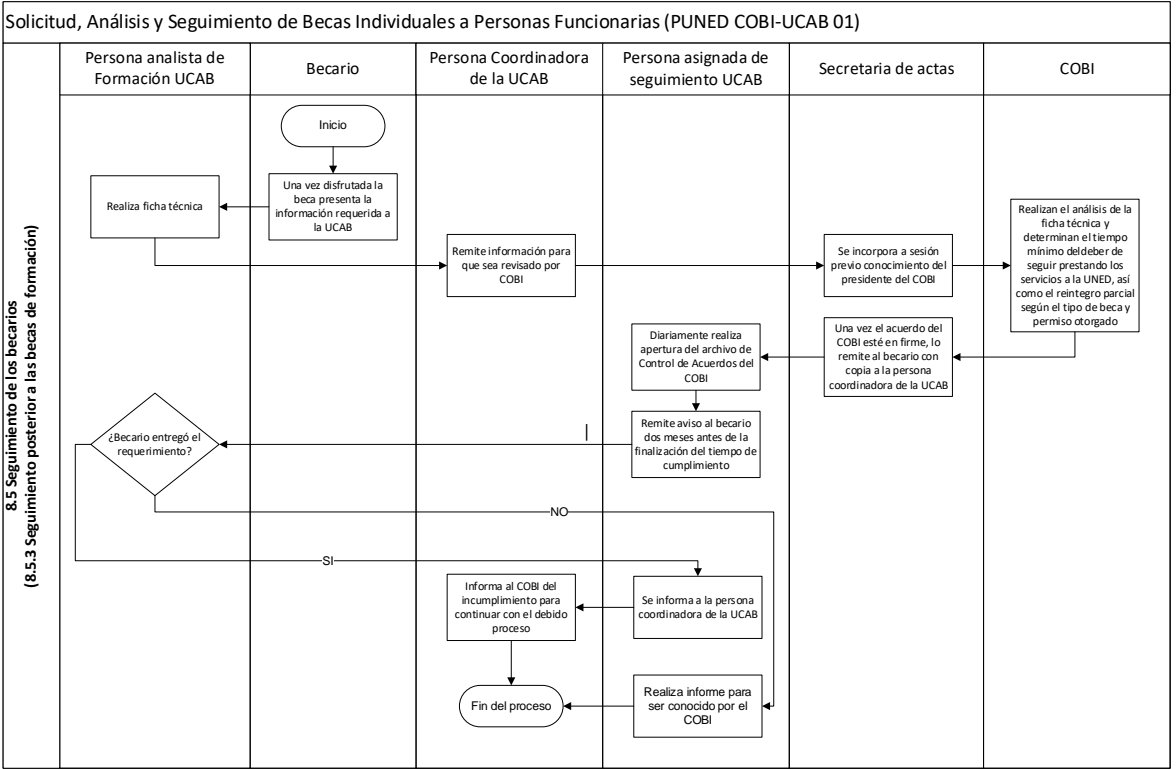 Solicitud, Análisis y Seguimiento de Becas Individuales a Personas Funcionarias (PUNED COBI-UCAB 01)
8.5 Seguimiento de los becarios
(8.5.3 Seguimiento posterior a las becas de formación)
Persona analista de
Formación UCAB
Becario
Persona Coordinadora
de la UCAB
Persona asignada de
seguimiento UCAB
Secretaria de actas
COBI
Inicio
Una vez disfrutada la
beca presenta la
información requerida a
la UCAB
Realiza ficha técnica
Remite información para
que sea revisado por
COBI
Se incorpora a sesión
previo conocimiento del
presidente del COBI
Realizan el análisis de la
ficha técnica y
determinan el tiempo
mínimo deldeber de
seguir prestando los
servicios a la UNED, así
como el reintegro parcial
según el tipo de beca y
permiso otorgado
Una vez el acuerdo del
COBI esté en firme, lo
remite al becario con
copia a la persona
coordinadora de la UCAB
Diariamente realiza
apertura del archivo de
Control de Acuerdos del
COBI
Remite aviso al becario
dos meses antes de la
finalización del tiempo de
cumplimiento
¿Becario entregó el
requerimiento?
NO
SI
Se informa a la persona
coordinadora de la UCAB
Informa al COBI del
incumplimiento para
continuar con el debido
proceso
Realiza informe para
ser conocido por el
COBI
Fin del proceso